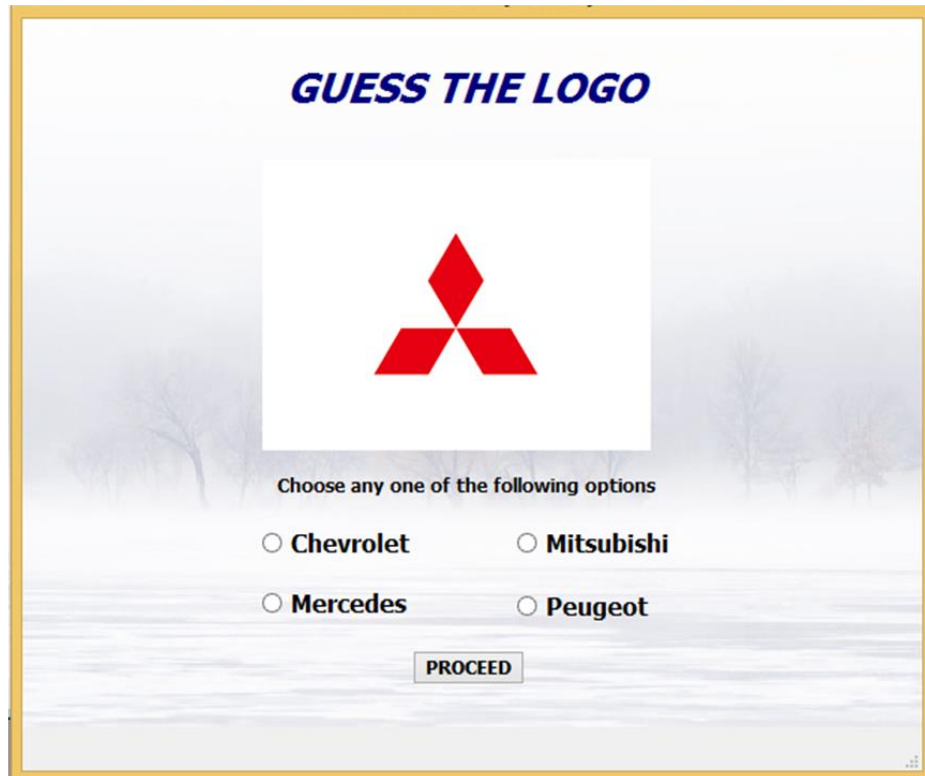 GUESS THE LOGO
Choose any one of the following options
Chevrolet
Mitsubishi
Mercedes
Peugeot
PROCEED